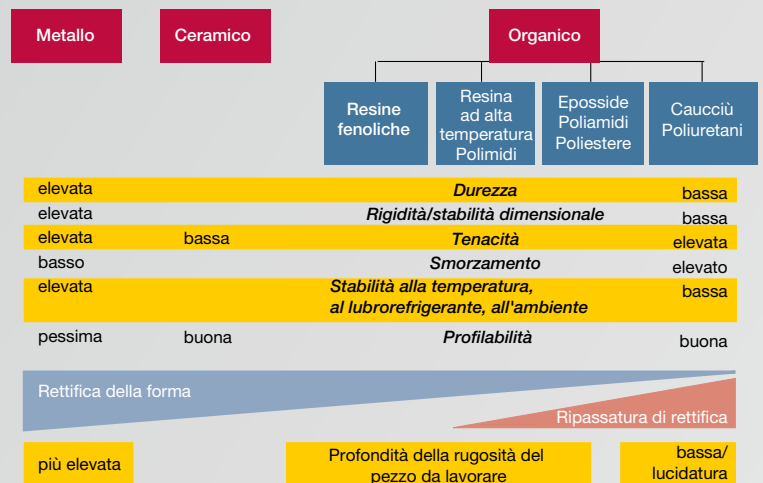 Metallo
Ceramico
Organico
Resine
fenoliche
Resina
ad alta
temperatura
Polimidi
Eposside
Poliamidi
Poliestere
Caucciù
Poliuretani
elevata
Durezza
bassa
elevata
Rigidità/stabilità dimensionale
bassa
elevata
bassa
Tenacità
elevata
basso
Smorzamento
elevato
elevata
Stabilità alla temperatura,
al lubrorefrigerante, all'ambiente
bassa
pessima
buona
Profilabilità
buona
Rettifica della forma
Ripassatura di rettifica
più elevata
Profondità della rugosità del
pezzo da lavorare
bassa/
lucidatura